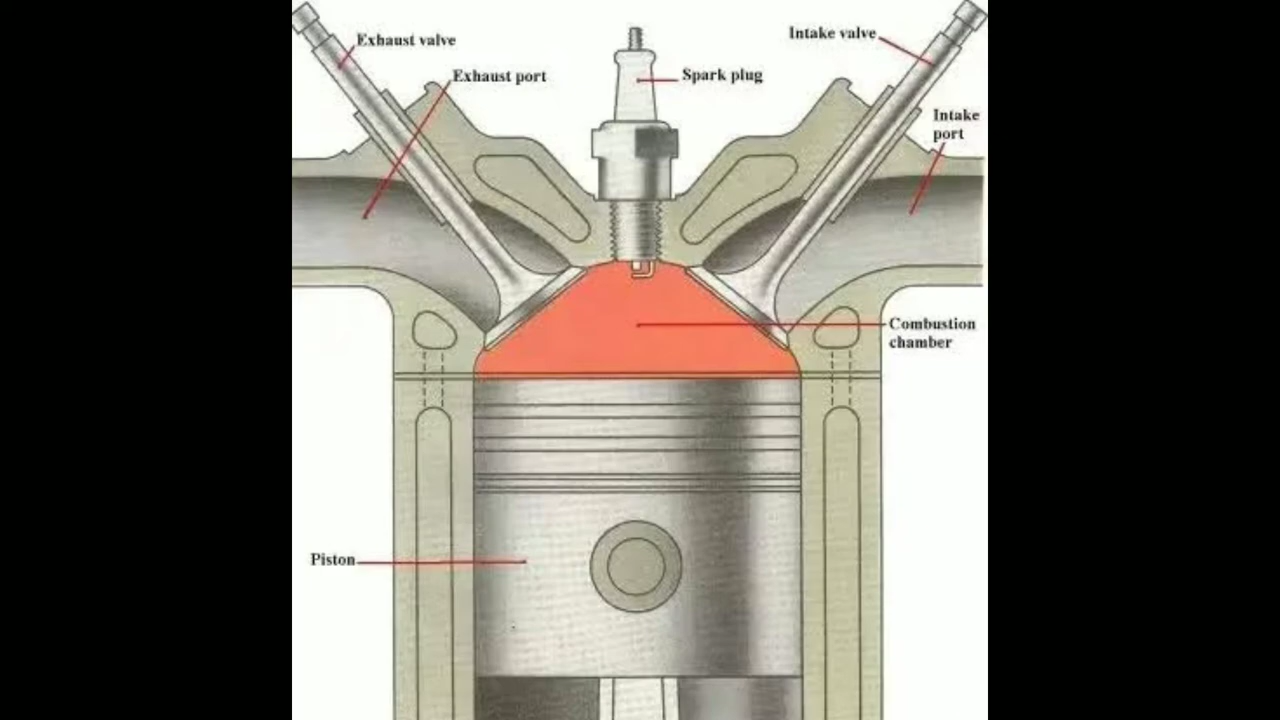 Exhaust valve
Intake valve
Exhaust port
Spark plug
Intake
port
Combustion
chamber
Piston